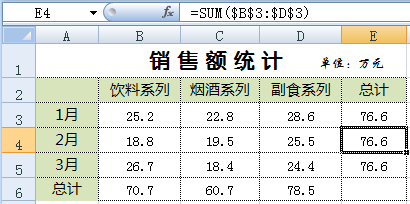 E4 fx =SUM($B$3:$D$3)
A B C D E
1 销售额统计 单位：万元
2 饮料系列 烟酒系列 副食系列 总计
3 1月 25.2 22.8 28.6 76.6
4 2月 18.8 19.5 25.5 76.6
5 3月 26.7 18.4 24.4 76.6
6 总计 70.7 60.7 78.5